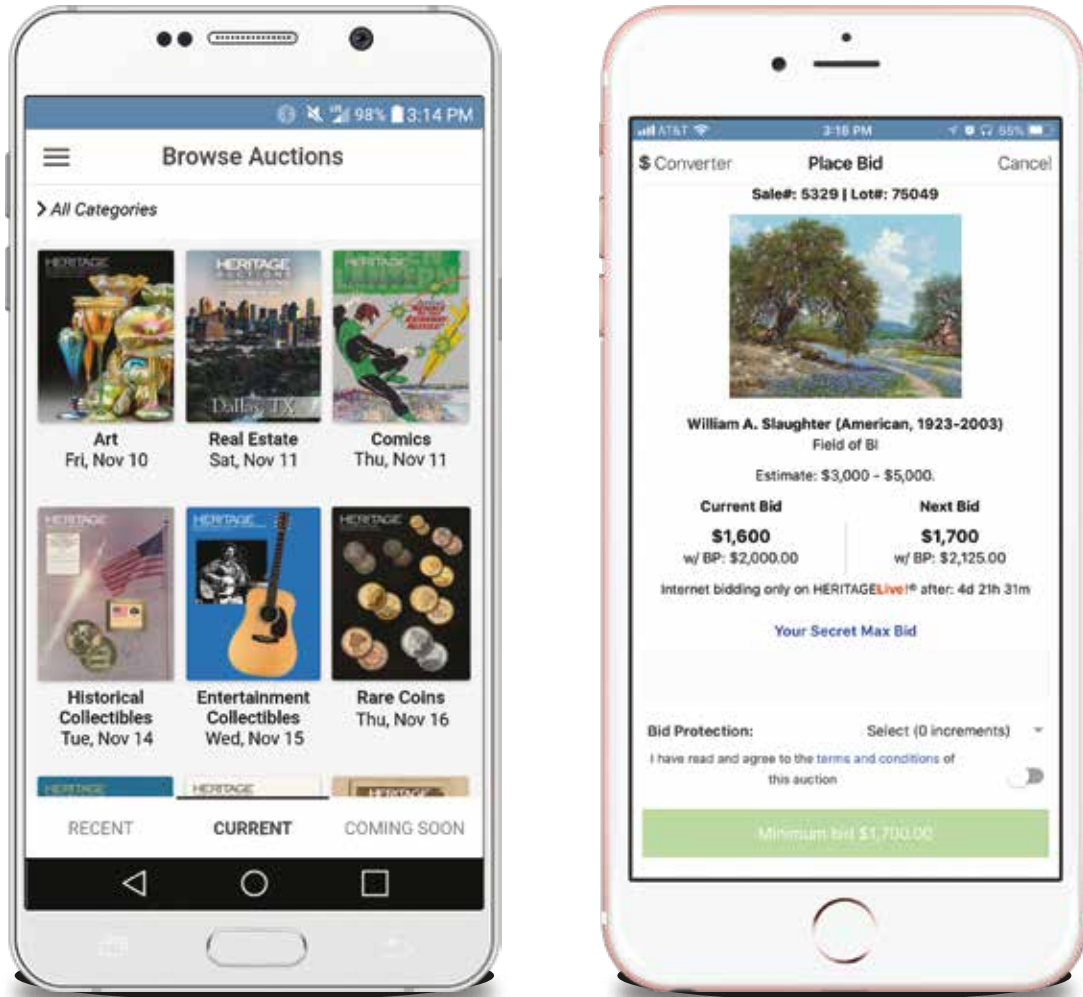 98% 3:14 PM
Browse Auctions
All Categories
HERITAGE
HERITAGE
AUCTIONS
Dallas, TX
HERITAGE
Art
Fri, Nov 10
Real Estate
Sat, Nov 11
Comics
Thu, Nov 11
HERITAGE
HERITAGE
HERITAGE
Historical
Collectibles
Tue, Nov 14
Entertainment
Collectibles
Wed, Nov 15
Rare Coins
Thu, Nov 16
HERITAGE
HERITAGE
HERITAGE
RECENT CURRENT COMING SOON
AT&T 3:16 PM 55%
$ Converter Place Bid Cancel
Sale#: 5329 | Lot#: 75049
William A. Slaughter (American, 1923-2003)
Field of Bl
Estimate: $3,000 - $5,000.
Current Bid Next Bid
$1,600 $1,700
w/ BP: $2,000.00 w/ BP: $2,125.00
Internet bidding only on HERITAGELive!® after: 4d 21h 31m
Your Secret Max Bid
Bid Protection: Select (0 increments)
I have read and agree to the terms and conditions of
this auction
Minimum bid $1,700.00